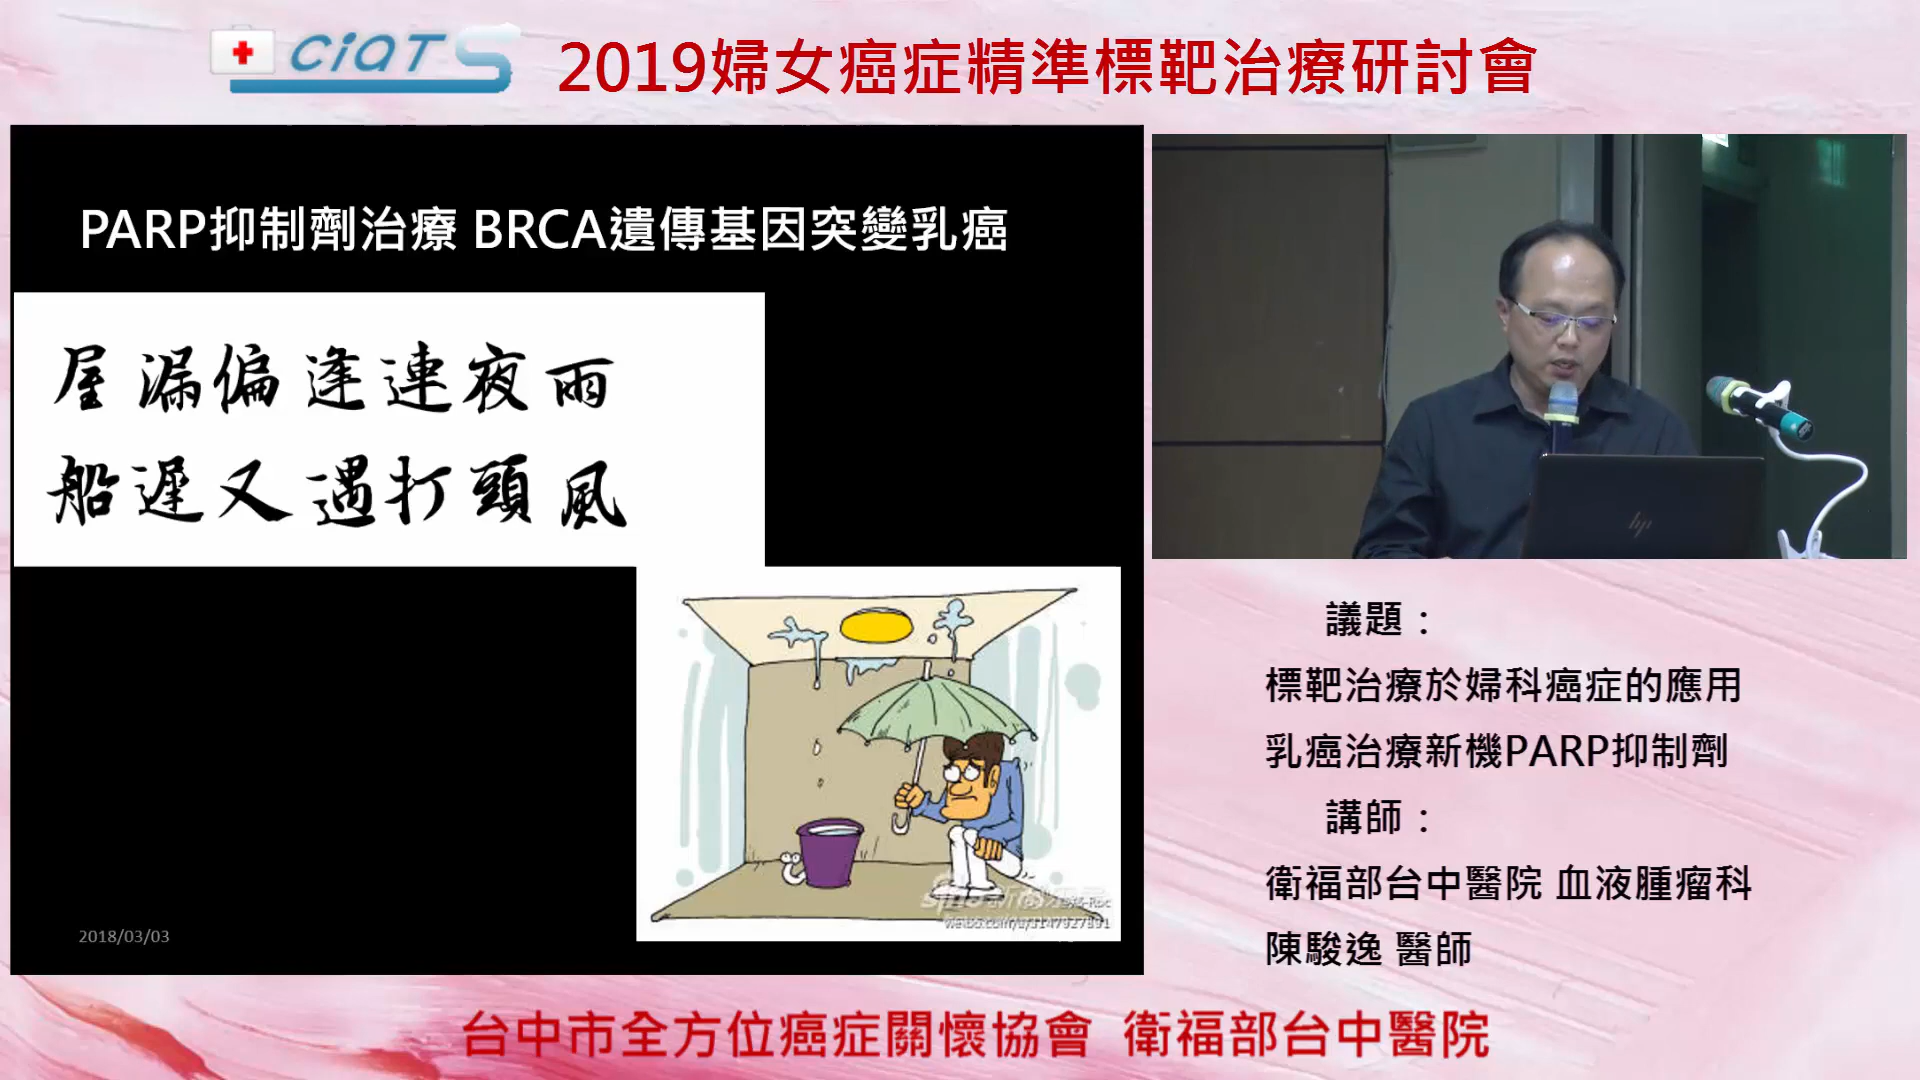 CiQTS
2019婦女癌症精準標靶治療研討會
PARP抑制劑治療 BRCA遺傳基因突變乳癌
屋漏偏逢連夜雨
船遲又遇打頭風
2018/03/03
議題：
標靶治療於婦科癌症的應用
乳癌治療新機PARP抑制劑
講師：
衛福部台中醫院 血液腫瘤科
陳駿逸 醫師
hp
台中市全方位癌症關懷協會 衛福部台中醫院